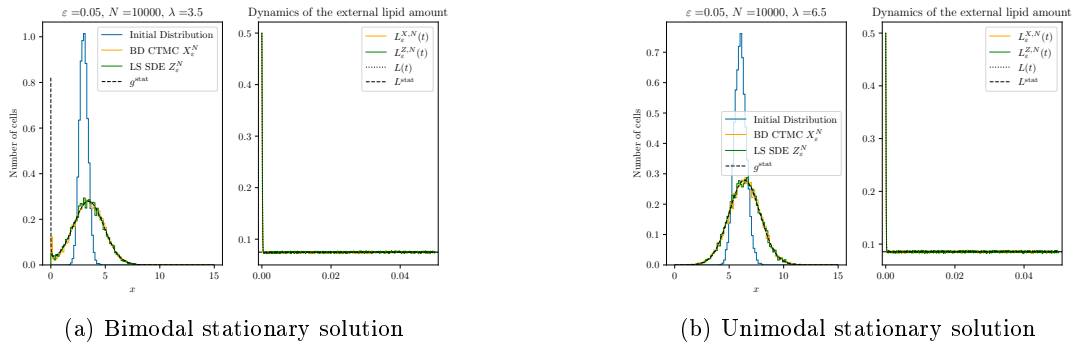 ε =0.05, N =10000, λ =3.5
Number of cells
1.0
0.8
0.6
0.4
0.2
0.0
0
5
10
15
x
Initial Distribution
BD CTMC X_ε^N
LS SDE Z_ε^N
g^stat
Dynamics of the external lipid amount
0.5
0.4
0.3
0.2
0.1
0.00
0.02
0.04
L_ε^{X,N}(t)
L_ε^{Z,N}(t)
L(t)
L^stat
(a) Bimodal stationary solution
ε =0.05, N =10000, λ =6.5
Number of cells
0.7
0.6
0.5
0.4
0.3
0.2
0.1
0.0
0
5
10
15
x
Initial Distribution
BD CTMC X_ε^N
LS SDE Z_ε^N
g^stat
Dynamics of the external lipid amount
0.5
0.4
0.3
0.2
0.1
0.00
0.02
0.04
L_ε^{X,N}(t)
L_ε^{Z,N}(t)
L(t)
L^stat
(b) Unimodal stationary solution